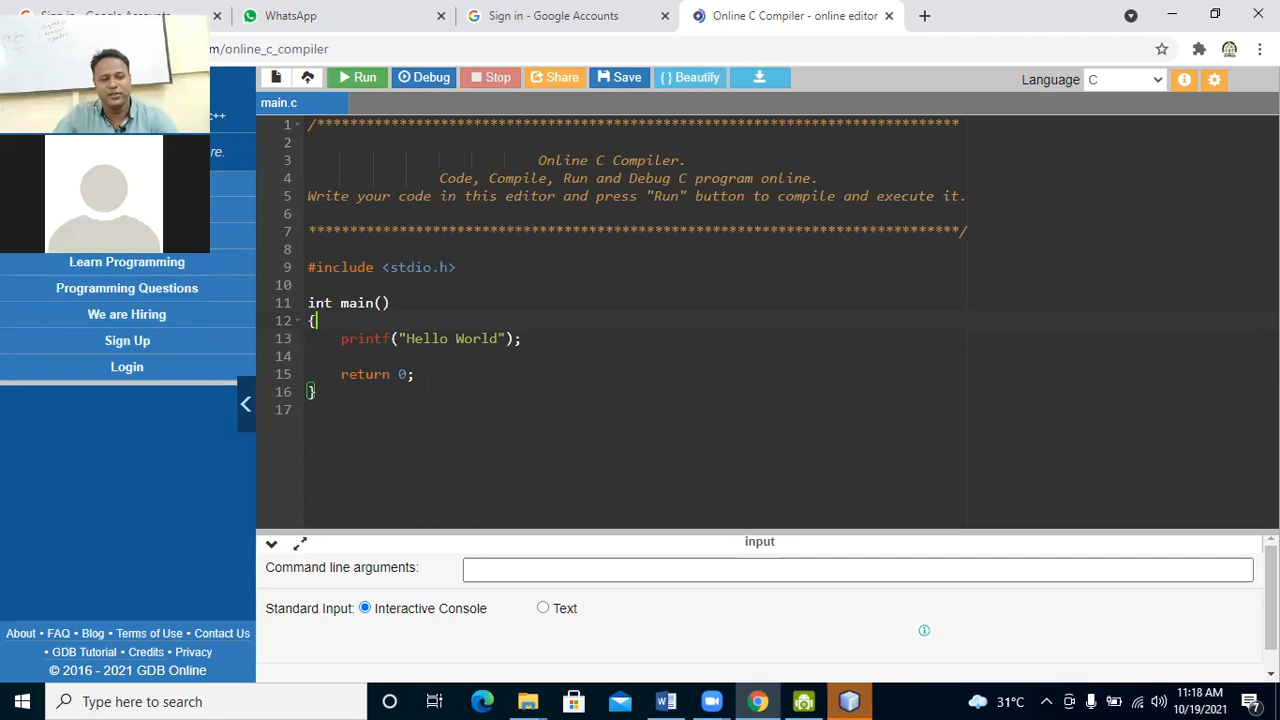 Sign in - Google Accounts
WhatsApp
Sign in - Google Accounts
Online C Compiler - online editor
m/online_c_compiler
Run
Debug
Stop
Share
Save
{ } Beautify
Language
C
main.c
C++
re.
Learn Programming
Programming Questions
We are Hiring
Sign Up
Login
1 /******************************************************************************
2
3 Online C Compiler.
4 Code, Compile, Run and Debug C program online.
5 Write your code in this editor and press "Run" button to compile and execute it.
6
7 *******************************************************************************/
8
9 #include <stdio.h>
10
11 int main()
12 {
13 printf("Hello World");
14
15 return 0;
16 }
17
input
Command line arguments:
Standard Input: Interactive Console Text
About • FAQ • Blog • Terms of Use • Contact Us
• GDB Tutorial • Credits • Privacy
© 2016 - 2021 GDB Online
Type here to search
31°C
11:18 AM
10/19/2021
7